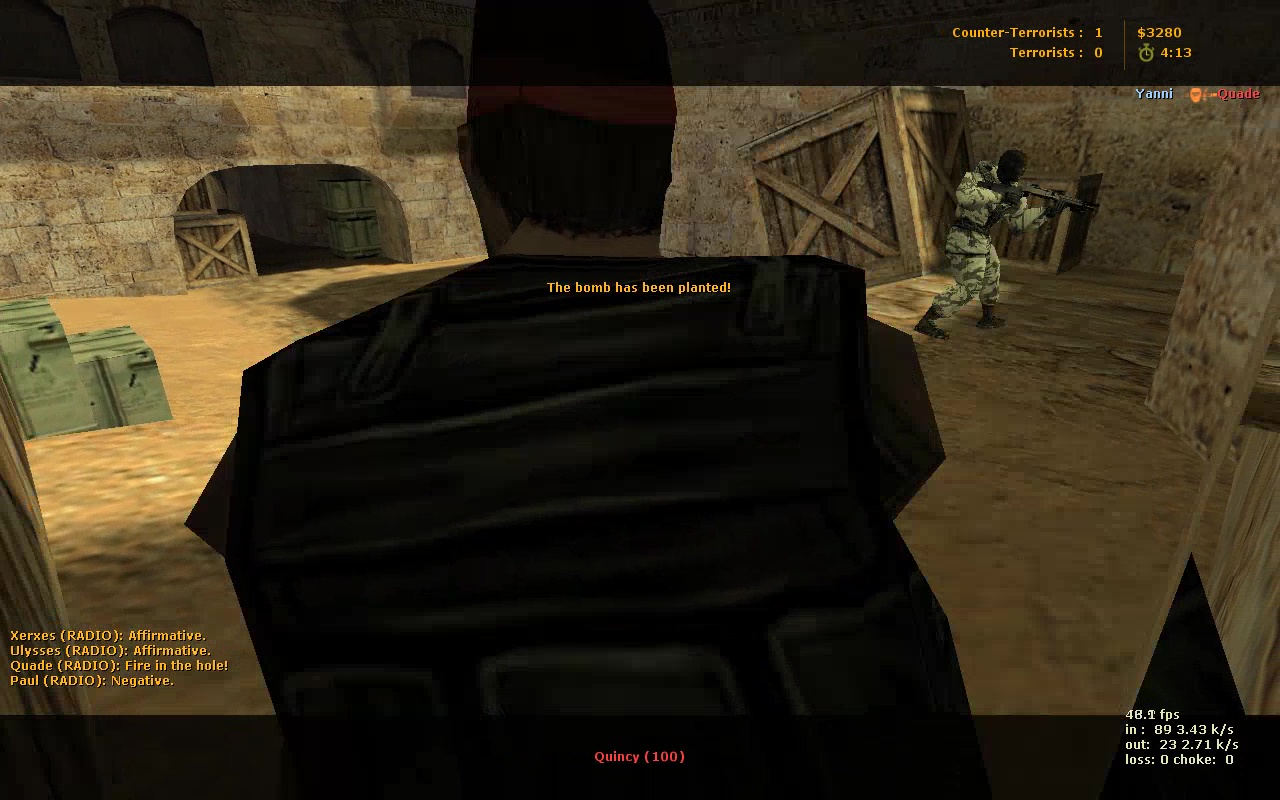 Counter-Terrorists : 1 $3280
Terrorists : 0 4:13
Yanni Quade
The bomb has been planted!
Xerxes (RADIO): Affirmative.
Ulysses (RADIO): Affirmative.
Quade (RADIO): Fire in the hole!
Paul (RADIO): Negative.
fps
in : 89 3.43 k/s
out: 23 2.71 k/s
loss: 0 choke: 0
Quincy (100)